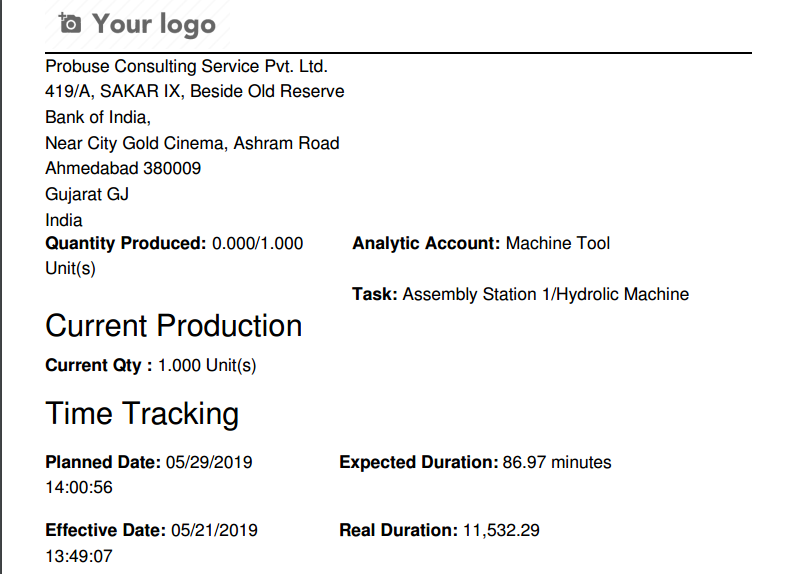 Your logo
Probuse Consulting Service Pvt. Ltd.
419/A, SAKAR IX, Beside Old Reserve
Bank of India,
Near City Gold Cinema, Ashram Road
Ahmedabad 380009
Gujarat GJ
India
Quantity Produced: 0.000/1.000
Unit(s)
Analytic Account: Machine Tool
Task: Assembly Station 1/Hydrolic Machine
Current Production
Current Qty : 1.000 Unit(s)
Time Tracking
Planned Date: 05/29/2019
14:00:56
Expected Duration: 86.97 minutes
Effective Date: 05/21/2019
13:49:07
Real Duration: 11,532.29